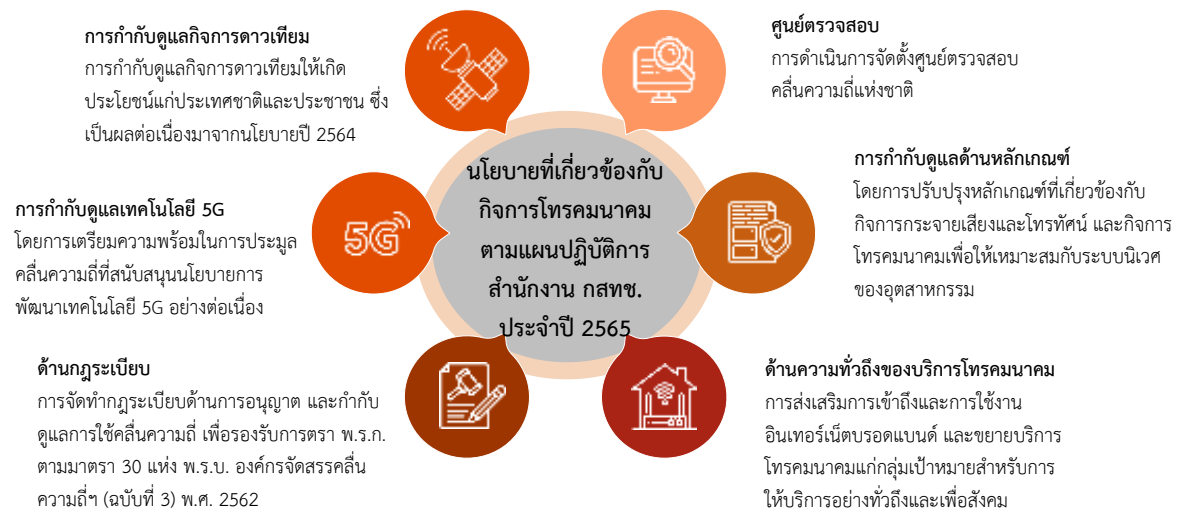 การกำกับดูแลกิจการดาวเทียม
การกำกับดูแลกิจการดาวเทียมให้เกิด
ประโยชน์แก่ประเทศชาติและประชาชน ซึ่ง
เป็นผลต่อเนื่องมาจากนโยบายปี 2564
ศูนย์ตรวจสอบ
การดำเนินการจัดตั้งศูนย์ตรวจสอบ
คลื่นความถี่แห่งชาติ
นโยบายที่เกี่ยวข้องกับ
กิจการโทรคมนาคม
ตามแผนปฏิบัติการ
สำนักงาน กสทช.
ประจำปี 2565
การกำกับดูแลเทคโนโลยี 5G
โดยการเตรียมความพร้อมในการประมูล
คลื่นความถี่ที่สนับสนุนนโยบายการ
พัฒนาเทคโนโลยี 5G อย่างต่อเนื่อง
5G
การกำกับดูแลด้านหลักเกณฑ์
โดยการปรับปรุงหลักเกณฑ์ที่เกี่ยวข้องกับ
กิจการกระจายเสียงและโทรทัศน์ และกิจการ
โทรคมนาคมเพื่อให้เหมาะสมกับระบบนิเวศ
ของอุตสาหกรรม
ด้านกฎระเบียบ
การจัดทำกฎระเบียบด้านการอนุญาต และกำกับ
ดูแลการใช้คลื่นความถี่ เพื่อรองรับการตรา พ.ร.ก.
ตามมาตรา 30 แห่ง พ.ร.บ. องค์กรจัดสรรคลื่น
ความถี่ฯ (ฉบับที่ 3) พ.ศ. 2562
ด้านความทั่วถึงของบริการโทรคมนาคม
การส่งเสริมการเข้าถึงและการใช้งาน
อินเทอร์เน็ตบรอดแบนด์ และขยายบริการ
โทรคมนาคมแก่กลุ่มเป้าหมายสำหรับการ
ให้บริการอย่างทั่วถึงและเพื่อสังคม